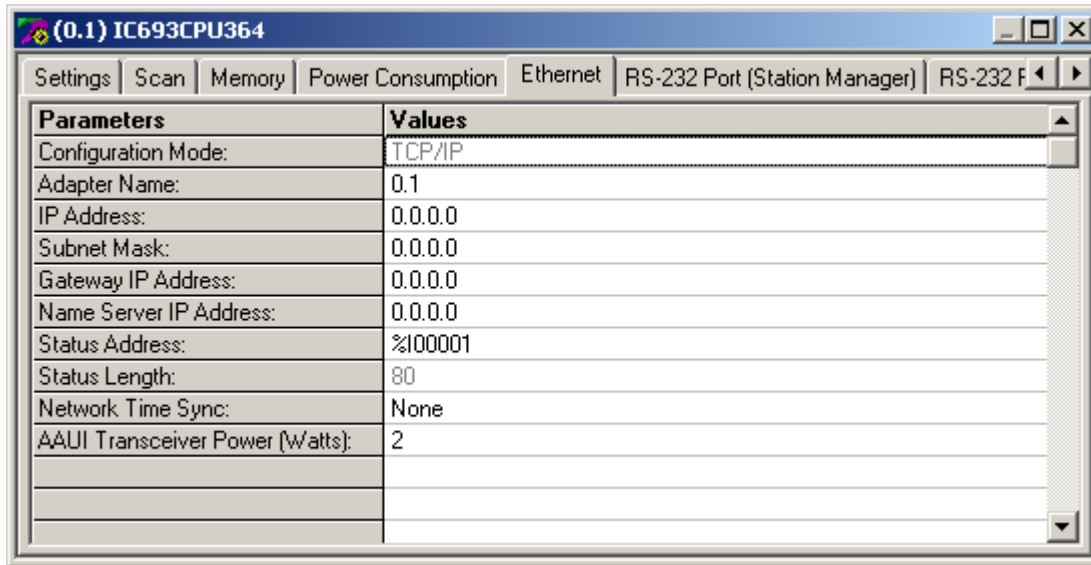 (0.1) IC693CPU364
Settings Scan Memory Power Consumption Ethernet RS-232 Port (Station Manager) RS-232
Parameters Values
Configuration Mode: TCP/IP
Adapter Name: 0.1
IP Address: 0.0.0.0
Subnet Mask: 0.0.0.0
Gateway IP Address: 0.0.0.0
Name Server IP Address: 0.0.0.0
Status Address: %I00001
Status Length: 80
Network Time Sync: None
AAUI Transceiver Power (Watts): 2